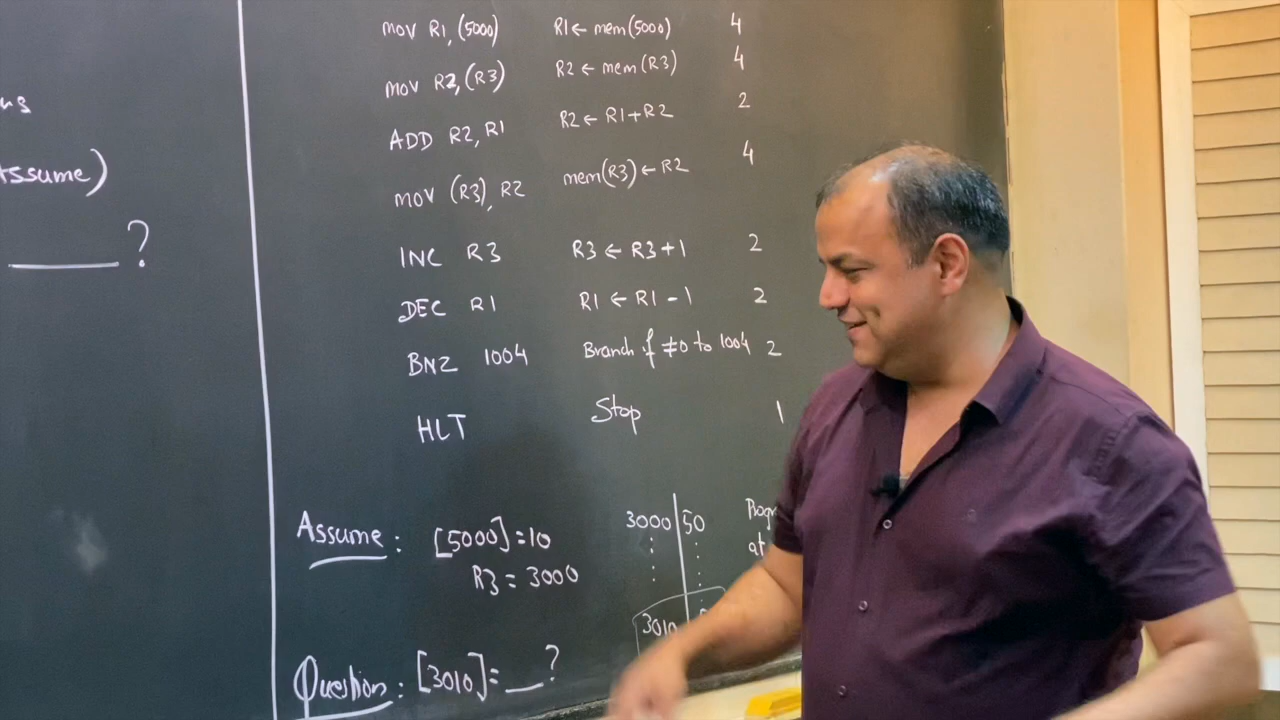 Assume)
?
mov R1, (5000) R1 ← mem(5000) 4
mov R2, (R3) R2 ← mem(R3) 4
ADD R2, R1 R2 ← R1 + R2 2
mov (R3), R2 mem(R3) ← R2 4
INC R3 R3 ← R3 + 1 2
DEC R1 R1 ← R1 - 1 2
BNZ 1004 Branch if ≠0 to 1004 2
HLT Stop 1
Assume: [5000] = 10
R3 = 3000
3000 50
3010
at
Question: [3010] = __?